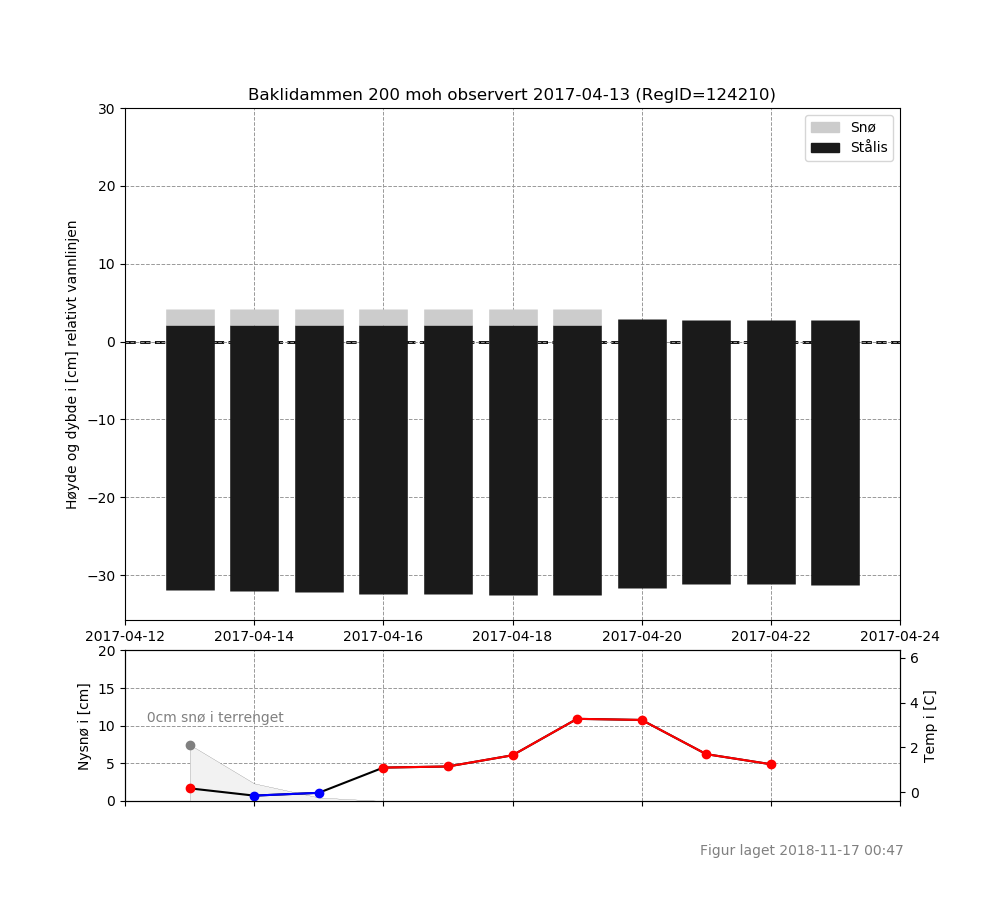 Baklidammen 200 moh observert 2017-04-13 (RegID=124210)
Høyde og dybde i [cm] relativt vannlinjen
30
20
10
0
−10
−20
−30
Snø
Stålis
2017-04-12 2017-04-14 2017-04-16 2017-04-18 2017-04-20 2017-04-22 2017-04-24
Nysnø i [cm]
20
15
10
5
0
0cm snø i terrenget
6
4
2
0
Temp i [C]
Figur laget 2018-11-17 00:47